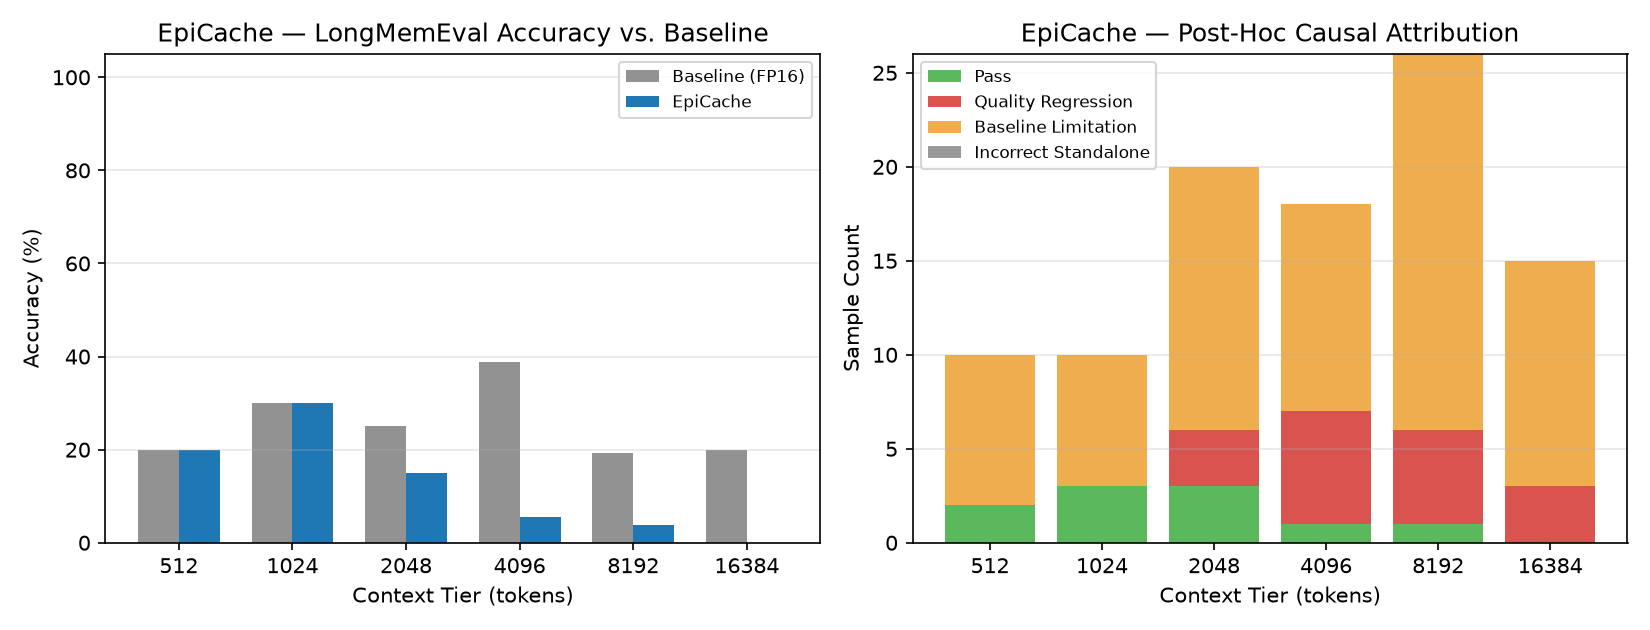 EpiCache — LongMemEval Accuracy vs. Baseline
Baseline (FP16)
EpiCache
Accuracy (%)
100
80
60
40
20
0
512 1024 2048 4096 8192 16384
Context Tier (tokens)
EpiCache — Post-Hoc Causal Attribution
Pass
Quality Regression
Baseline Limitation
Incorrect Standalone
Sample Count
25
20
15
10
5
0
512 1024 2048 4096 8192 16384
Context Tier (tokens)